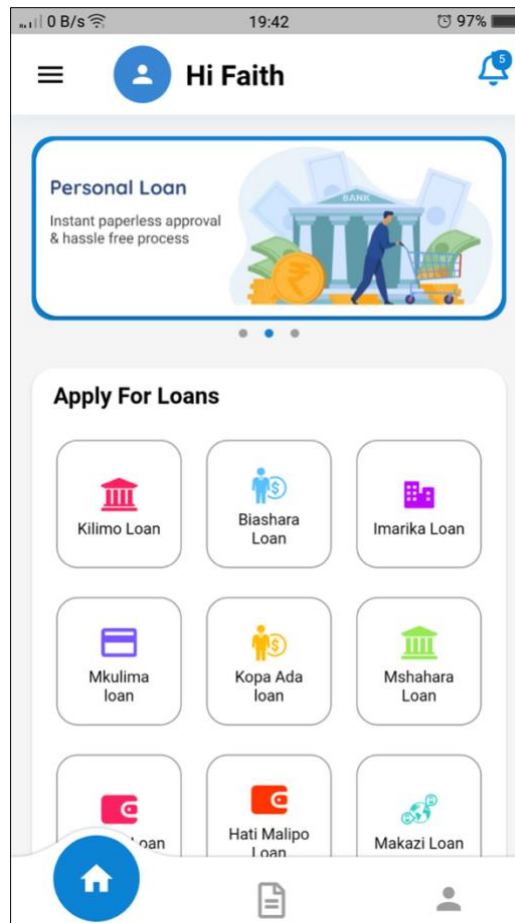 0 B/s 19:42 97%
Hi Faith
5
Personal Loan
Instant paperless approval
& hassle free process
BANK
Apply For Loans
Kilimo Loan
Biashara
Loan
Imarika Loan
Mkulima
loan
Kopa Ada
loan
Mshahara
Loan
Loan
Hati Malipo
Loan
Makazi Loan